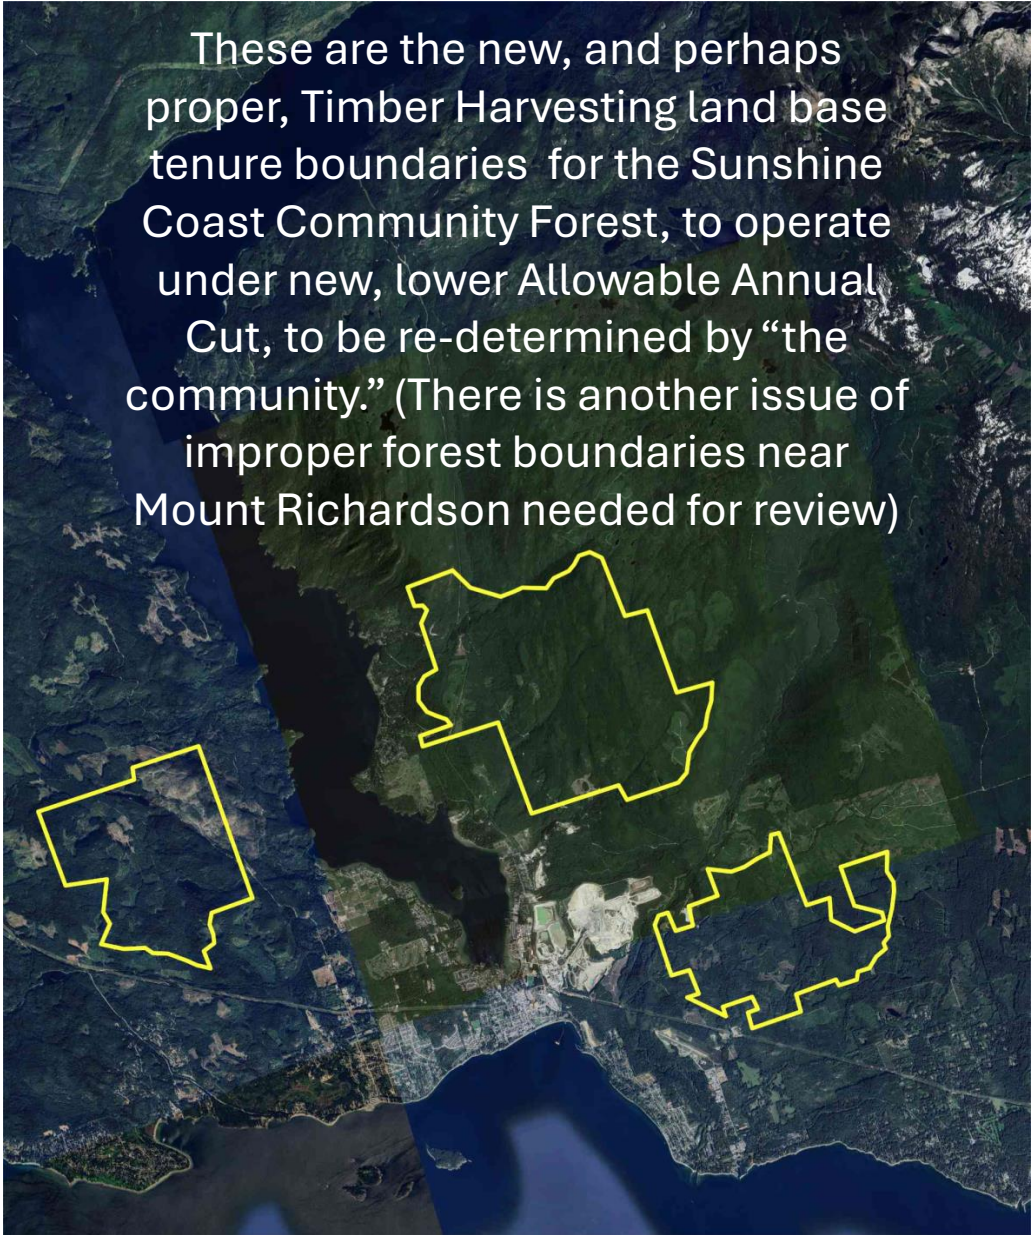 These are the new, and perhaps
proper, Timber Harvesting land base
tenure boundaries  for the Sunshine
Coast Community Forest, to operate
under new, lower Allowable Annual
Cut, to be re-determined by “the
community.” (There is another issue of
improper forest boundaries near
Mount Richardson needed for review)